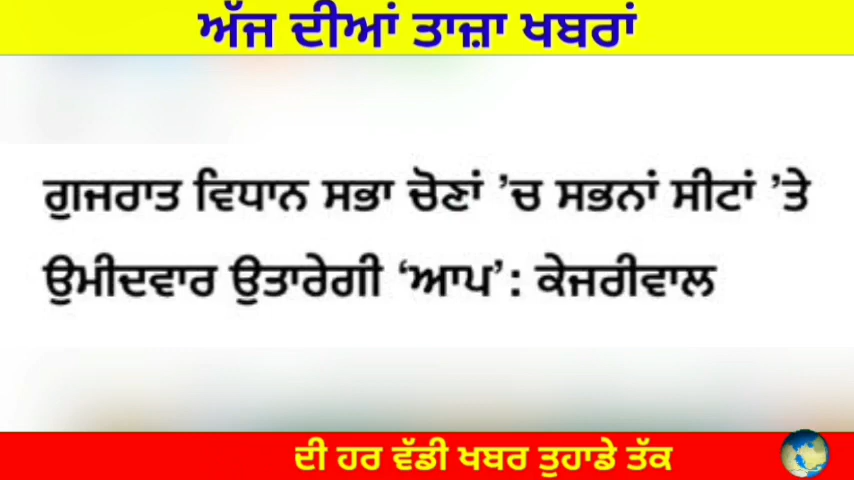 ਅੱਜ ਦੀਆਂ ਤਾਜ਼ਾ ਖਬਰਾਂ
ਗੁਜਰਾਤ ਵਿਧਾਨ ਸਭਾ ਚੋਣਾਂ ’ਚ ਸਭਨਾਂ ਸੀਟਾਂ ’ਤੇ
ਉਮੀਦਵਾਰ ਉਤਾਰੇਗੀ ‘ਆਪ’: ਕੇਜਰੀਵਾਲ
ਦੀ ਹਰ ਵੱਡੀ ਖਬਰ ਤੁਹਾਡੇ ਤੱਕ